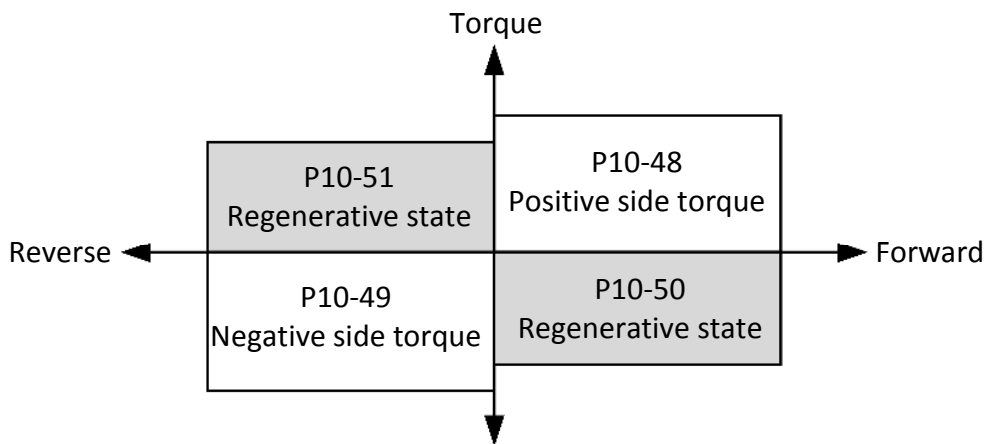 Torque
P10-51
Regenerative state
P10-48
Positive side torque
Reverse
Forward
P10-49
Negative side torque
P10-50
Regenerative state